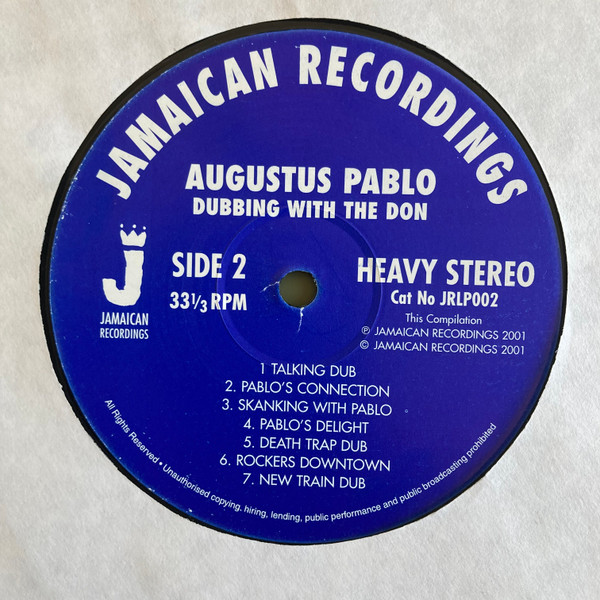 JAMAICAN RECORDINGS
AUGUSTUS PABLO
DUBBING WITH THE DON
J
JAMAICAN
RECORDINGS
SIDE 2
33⅓ RPM
HEAVY STEREO
Cat No JRLP002
This Compilation
℗ JAMAICAN RECORDINGS 2001
© JAMAICAN RECORDINGS 2001
1 TALKING DUB
2. PABLO'S CONNECTION
3. SKANKING WITH PABLO
4. PABLO'S DELIGHT
5. DEATH TRAP DUB
6. ROCKERS DOWNTOWN
7. NEW TRAIN DUB
All Rights Reserved • Unauthorised copying, hiring, lending, public performance and public broadcasting prohibited